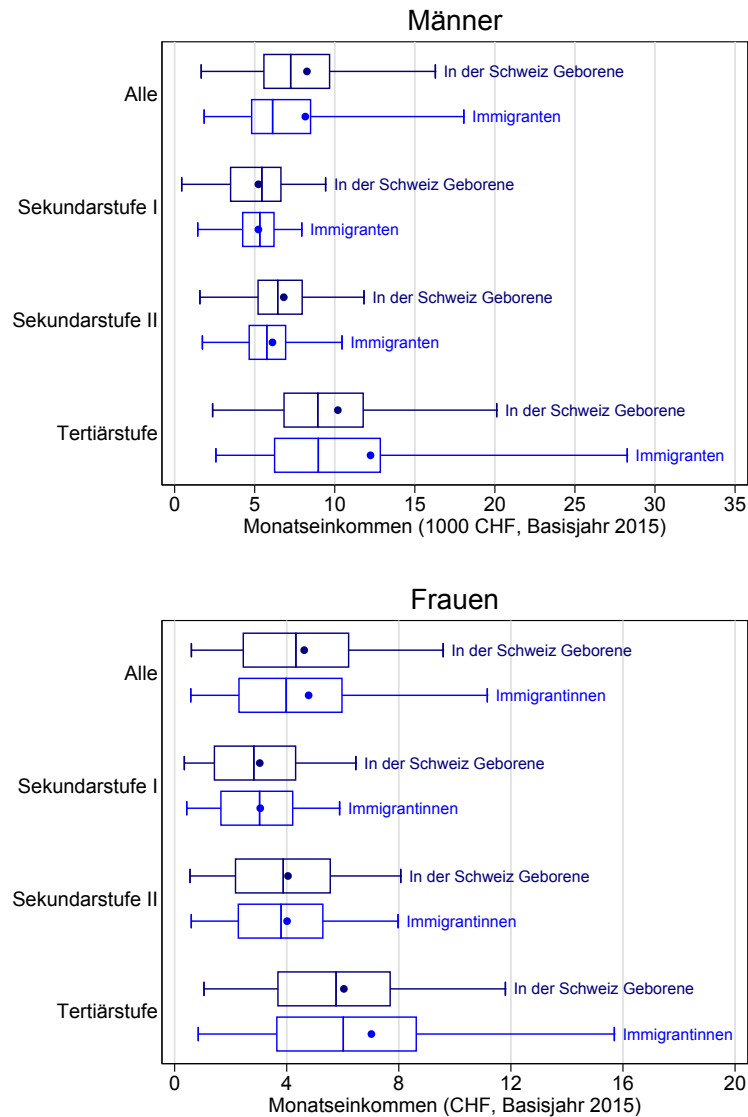 Männer
Alle
In der Schweiz Geborene
Immigranten
Sekundarstufe I
In der Schweiz Geborene
Immigranten
Sekundarstufe II
In der Schweiz Geborene
Immigranten
Tertiärstufe
In der Schweiz Geborene
Immigranten
0 5 10 15 20 25 30 35
Monatseinkommen (1000 CHF, Basisjahr 2015)
Frauen
Alle
In der Schweiz Geborene
Immigrantinnen
Sekundarstufe I
In der Schweiz Geborene
Immigrantinnen
Sekundarstufe II
In der Schweiz Geborene
Immigrantinnen
Tertiärstufe
In der Schweiz Geborene
Immigrantinnen
0 4 8 12 16 20
Monatseinkommen (CHF, Basisjahr 2015)